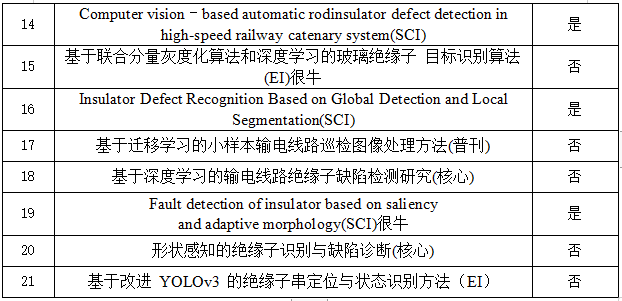 14 Computer vision－based automatic rodinsulator defect detection in 是
high-speed railway catenary system(SCI)
15 基于联合分量灰度化算法和深度学习的玻璃绝缘子 目标识别算法 否
(EI)很牛
16 Insulator Defect Recognition Based on Global Detection and Local 是
Segmentation(SCI)
17 基于迁移学习的小样本输电线路巡检图像处理方法(普刊) 否
18 基于深度学习的输电线路绝缘子缺陷检测研究(核心) 否
19 Fault detection of insulator based on saliency 是
and adaptive morphology(SCI)很牛
20 形状感知的绝缘子识别与缺陷诊断(核心) 否
21 基于改进 YOLOv3 的绝缘子串定位与状态识别方法（EI） 否